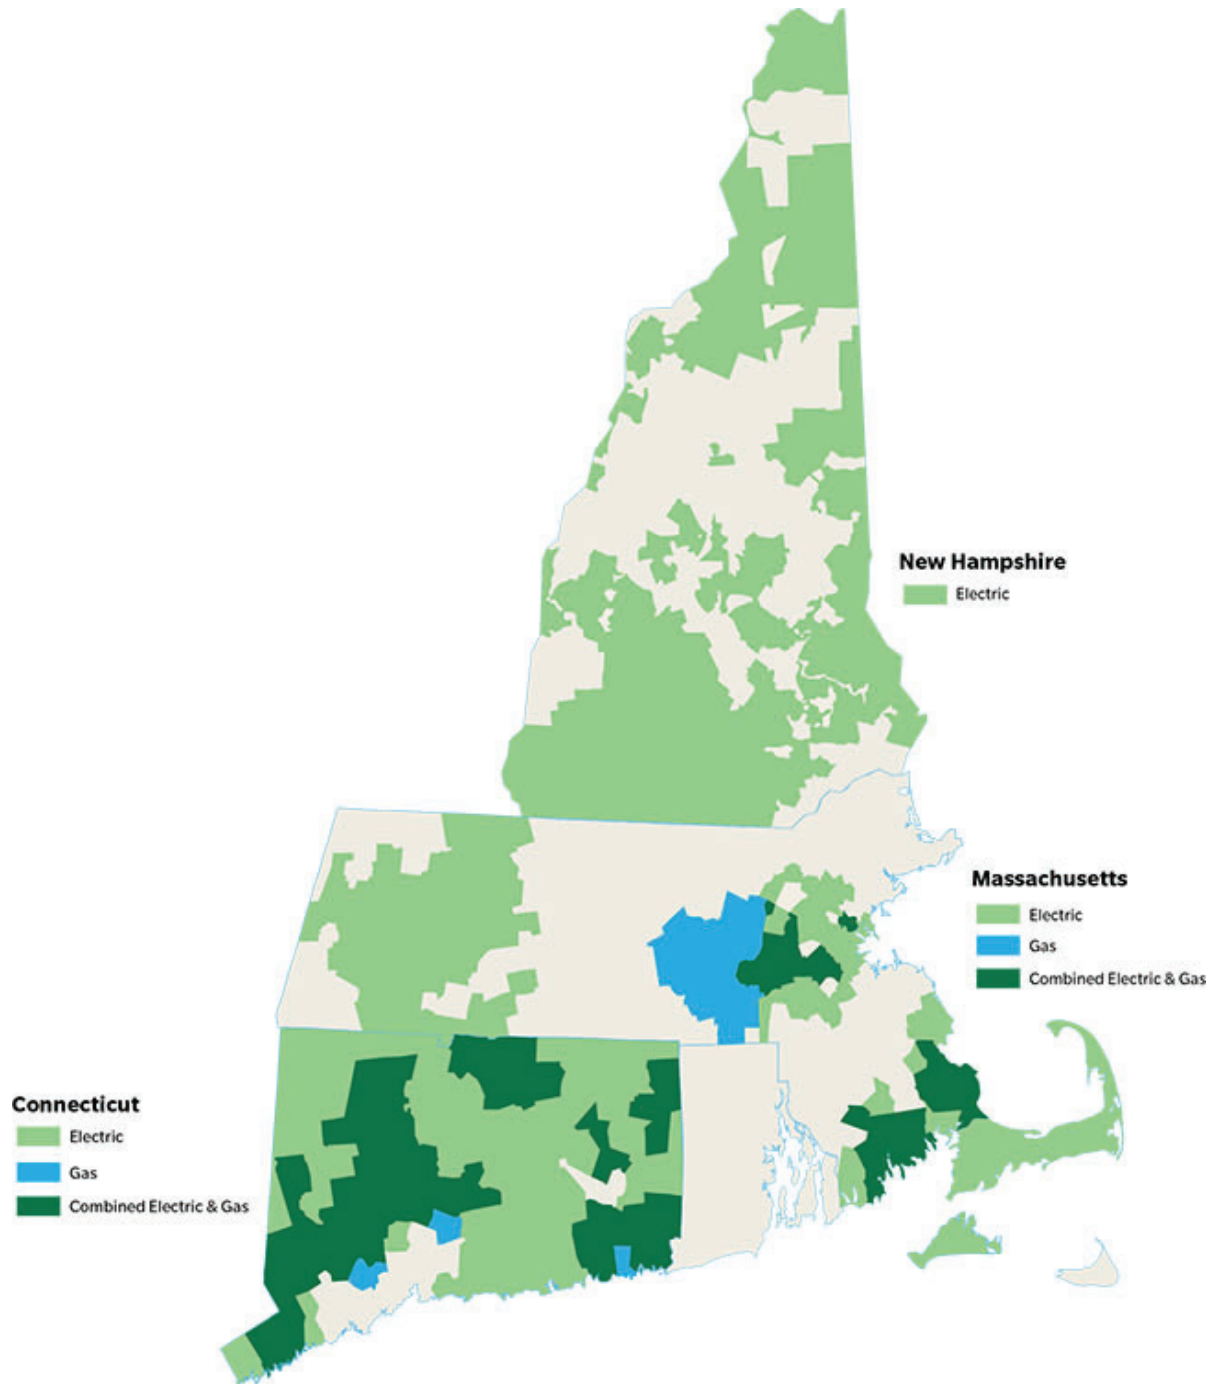 New Hampshire
Electric
Massachusetts
Electric
Gas
Combined Electric & Gas
Connecticut
Electric
Gas
Combined Electric & Gas